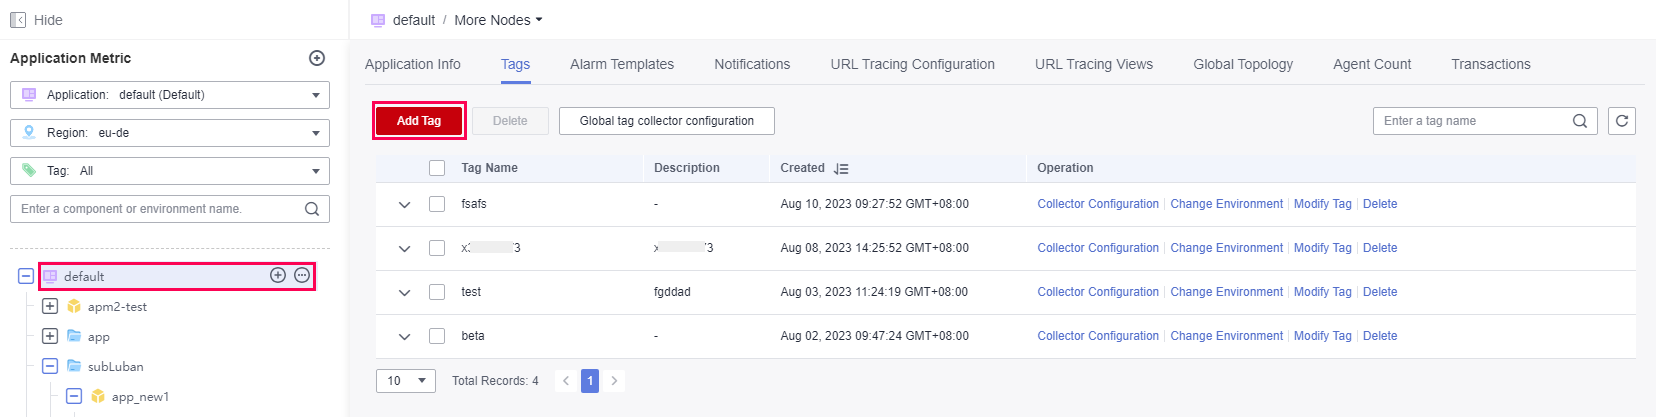 Hide
default / More Nodes
Application Metric
Application: default (Default)
Region: eu-de
Tag: All
Enter a component or environment name.
default
apm2-test
app
subLuban
app_new1
Application Info Tags Alarm Templates Notifications URL Tracing Configuration URL Tracing Views Global Topology Agent Count Transactions
Add Tag Delete Global tag collector configuration Enter a tag name
Tag Name Description Created Operation
fsafs - Aug 10, 2023 09:27:52 GMT+08:00 Collector Configuration Change Environment Modify Tag Delete
Aug 08, 2023 14:25:52 GMT+08:00 Collector Configuration Change Environment Modify Tag Delete
test fgddad Aug 03, 2023 11:24:19 GMT+08:00 Collector Configuration Change Environment Modify Tag Delete
beta - Aug 02, 2023 09:47:24 GMT+08:00 Collector Configuration Change Environment Modify Tag Delete
10 Total Records: 4 < 1 >